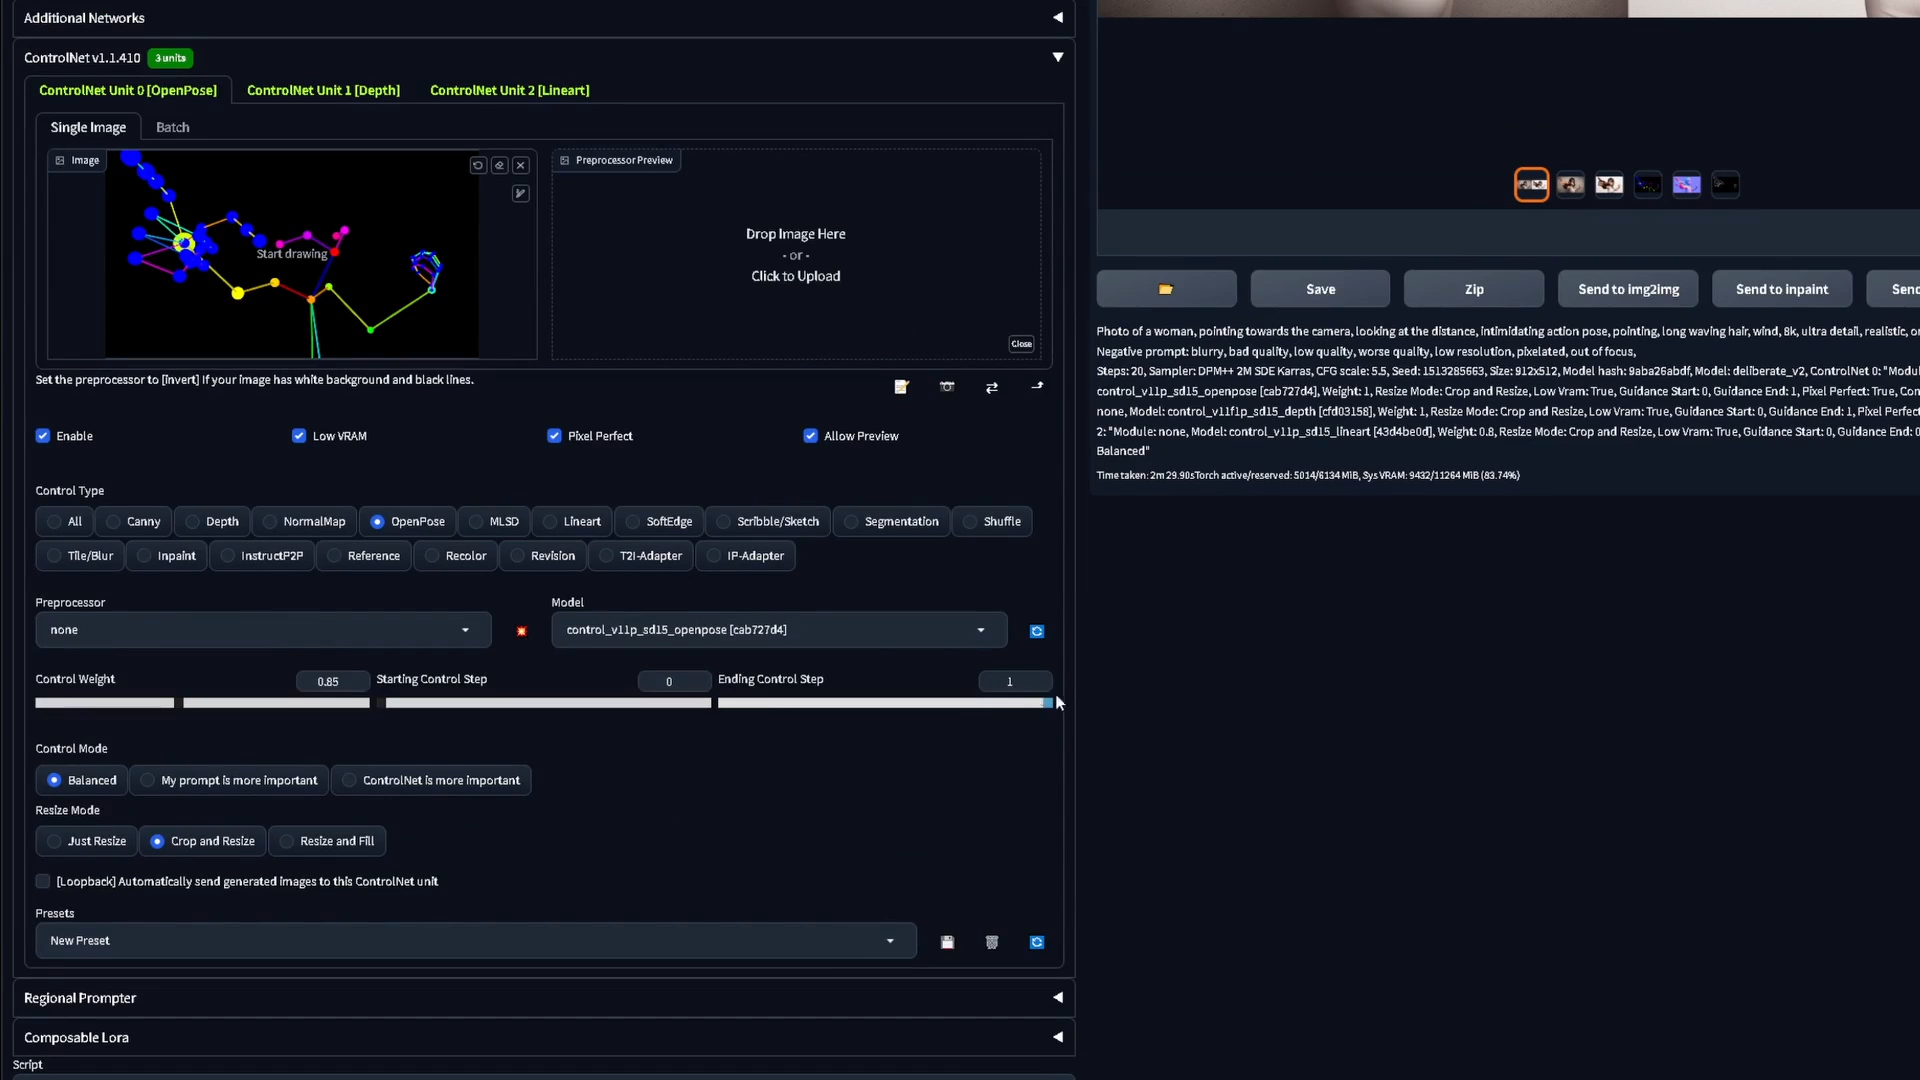 Additional Networks
ControlNet v1.1.410 3 units
ControlNet Unit 0 [OpenPose] ControlNet Unit 1 [Depth] ControlNet Unit 2 [Lineart]
Single Image Batch
Image Preprocessor Preview
Start drawing
Drop Image Here
- or -
Click to Upload
Close
Set the preprocessor to [invert] If your image has white background and black lines.
Enable Low VRAM Pixel Perfect Allow Preview
Control Type
All Canny Depth NormalMap OpenPose MLSD Lineart SoftEdge Scribble/Sketch Segmentation Shuffle
Tile/Blur Inpaint InstructP2P Reference Recolor Revision T2I-Adapter IP-Adapter
Preprocessor Model
none control_v11p_sd15_openpose [cab727d4]
Control Weight 0.85 Starting Control Step 0 Ending Control Step 1
Control Mode
Balanced My prompt is more important ControlNet is more important
Resize Mode
Just Resize Crop and Resize Resize and Fill
[Loopback] Automatically send generated images to this ControlNet unit
Presets
New Preset
Regional Prompter
Composable Lora
Script
Save Zip Send to img2img Send to inpaint Send
Photo of a woman, pointing towards the camera, looking at the distance, intimidating action pose, pointing, long waving hair, wind, 8k, ultra detail, realistic, or
Negative prompt: blurry, bad quality, low quality, worse quality, low resolution, pixelated, out of focus,
Steps: 20, Sampler: DPM++ 2M SDE Karras, CFG scale: 5.5, Seed: 1513285663, Size: 912x512, Model hash: 9aba26abdf, Model: deliberate_v2, ControlNet 0: "Modul
control_v11p_sd15_openpose [cab727d4], Weight: 1, Resize Mode: Crop and Resize, Low Vram: True, Guidance Start: 0, Guidance End: 1, Pixel Perfect: True, Con
none, Model: control_v11f1p_sd15_depth [cfd03158], Weight: 1, Resize Mode: Crop and Resize, Low Vram: True, Guidance Start: 0, Guidance End: 1, Pixel Perfect
2: "Module: none, Model: control_v11p_sd15_lineart [43d4be0d], Weight: 0.8, Resize Mode: Crop and Resize, Low Vram: True, Guidance Start: 0, Guidance End: 0
Balanced"
Time taken: 2m 29.90sTorch active/reserved: 5014/6134 MiB, Sys VRAM: 9432/11264 MiB (83.74%)